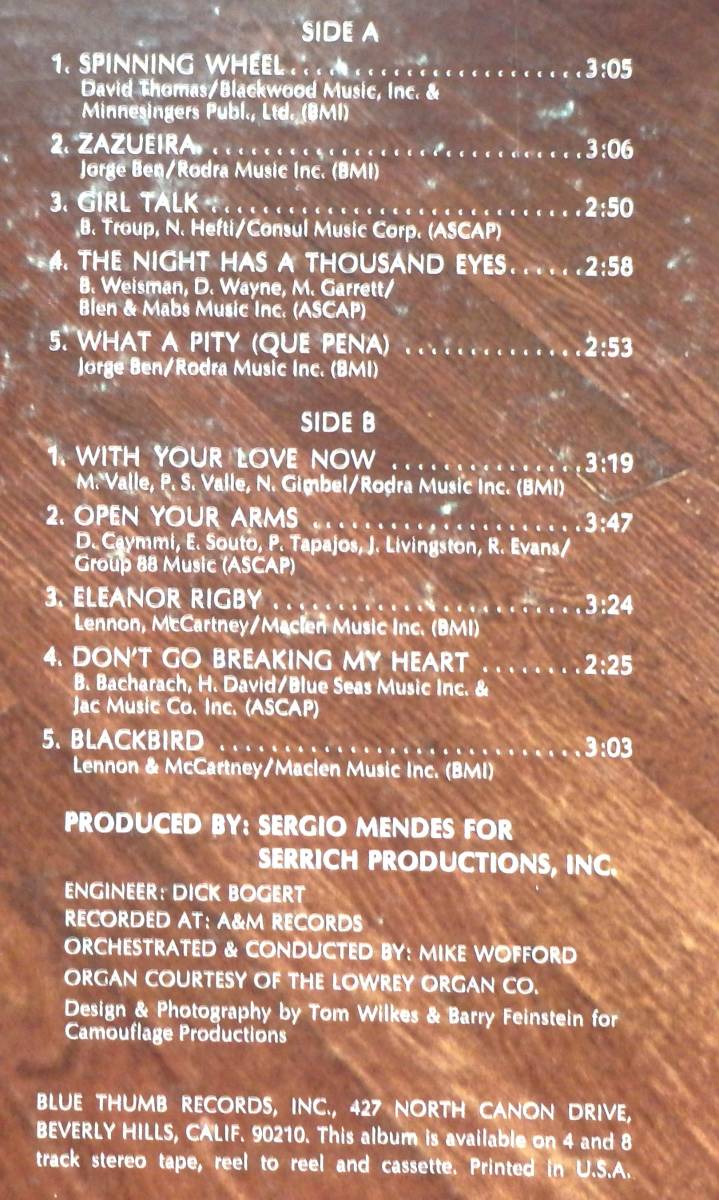 SIDE A
1. SPINNING WHEEL.......................3:05
David Thomas/Blackwood Music, Inc. &
Minnesingers Publ., Ltd. (BMI)
2. ZAZUEIRA.............................3:06
Jorge Ben/Rodra Music Inc. (BMI)
3. GIRL TALK............................2:50
B. Troup, N. Hefti/Consul Music Corp. (ASCAP)
4. THE NIGHT HAS A THOUSAND EYES......2:58
B. Weisman, D. Wayne, M. Garrett/
Blen & Mabs Music Inc. (ASCAP)
5. WHAT A PITY (QUE PENA) ..............2:53
Jorge Ben/Rodra Music Inc. (BMI)
SIDE B
1. WITH YOUR LOVE NOW ...............3:19
M. Valle, P. S. Valle, N. Gimbel/Rodra Music Inc. (BMI)
2. OPEN YOUR ARMS .....................3:47
D. Caymmi, E. Souto, P. Tapajos, J. Livingston, R. Evans/
Group 88 Music (ASCAP)
3. ELEANOR RIGBY ........................3:24
Lennon, McCartney/Maclen Music Inc. (BMI)
4. DON'T GO BREAKING MY HEART ........2:25
B. Bacharach, H. David/Blue Seas Music Inc. &
Jac Music Co. Inc. (ASCAP)
5. BLACKBIRD ............................3:03
Lennon & McCartney/Maclen Music Inc. (BMI)
PRODUCED BY: SERGIO MENDES FOR
SERRICH PRODUCTIONS, INC.
ENGINEER: DICK BOGERT
RECORDED AT: A&M RECORDS
ORCHESTRATED & CONDUCTED BY: MIKE WOFFORD
ORGAN COURTESY OF THE LOWREY ORGAN CO.
Design & Photography by Tom Wilkes & Barry Feinstein for
Camouflage Productions
BLUE THUMB RECORDS, INC., 427 NORTH CANON DRIVE,
BEVERLY HILLS, CALIF. 90210. This album is available on 4 and 8
track stereo tape, reel to reel and cassette. Printed in U.S.A.